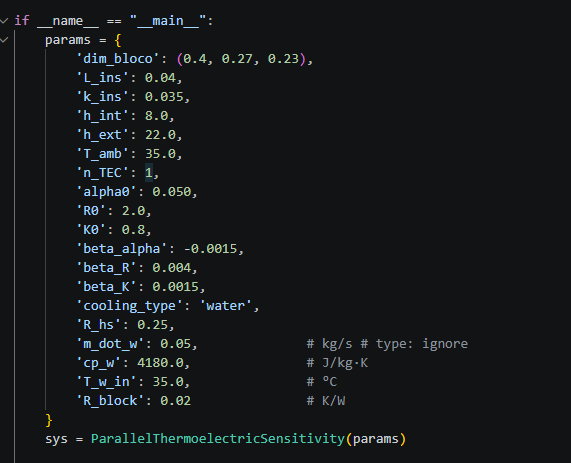 if __name__ == "__main__":
    params = {
        'dim_bloco': (0.4, 0.27, 0.23),
        'L_ins': 0.04,
        'k_ins': 0.035,
        'h_int': 8.0,
        'h_ext': 22.0,
        'T_amb': 35.0,
        'n_TEC': 1,
        'alpha0': 0.050,
        'R0': 2.0,
        'K0': 0.8,
        'beta_alpha': -0.0015,
        'beta_R': 0.004,
        'beta_K': 0.0015,
        'cooling_type': 'water',
        'R_hs': 0.25,
        'm_dot_w': 0.05,                # kg/s # type: ignore
        'cp_w': 4180.0,                 # J/kg·K
        'T_w_in': 35.0,                 # °C
        'R_block': 0.02                 # K/W
    }
    sys = ParallelThermoelectricSensitivity(params)